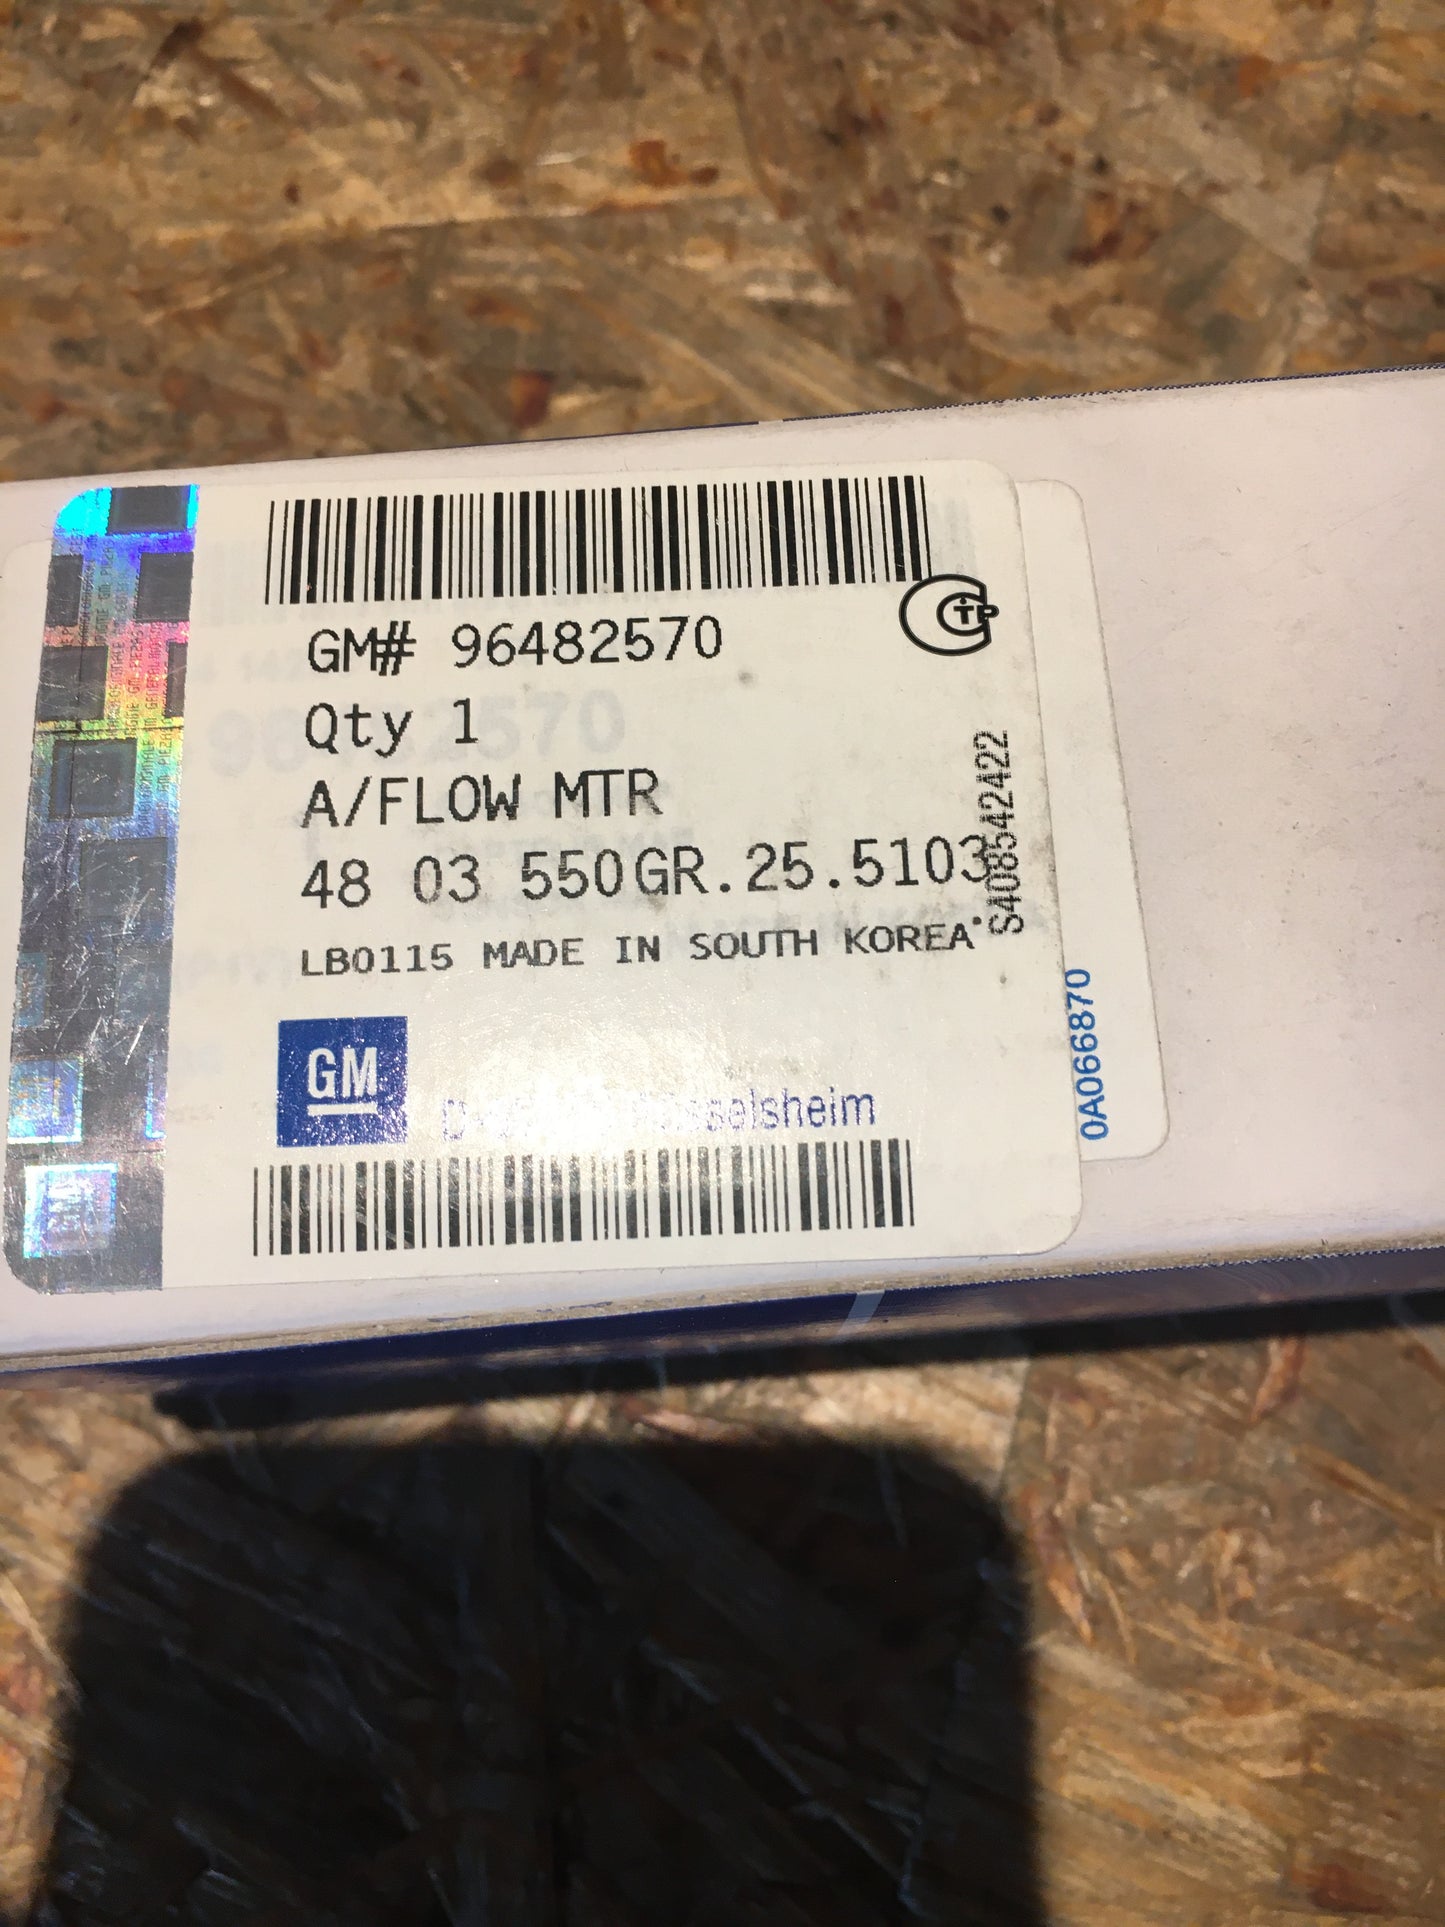 GM# 96482570
Qty 1
A/FLOW MTR
48 03 550GR.25.5103
LB0115 MADE IN SOUTH KOREA
GM
S408542422
0A066870